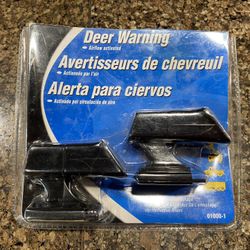 Deer Warning
Airflow activated
Avertisseurs de chevreuil
Actionnés par l'air
Alerta para ciervos
Activado por circulación de aire
01000-1